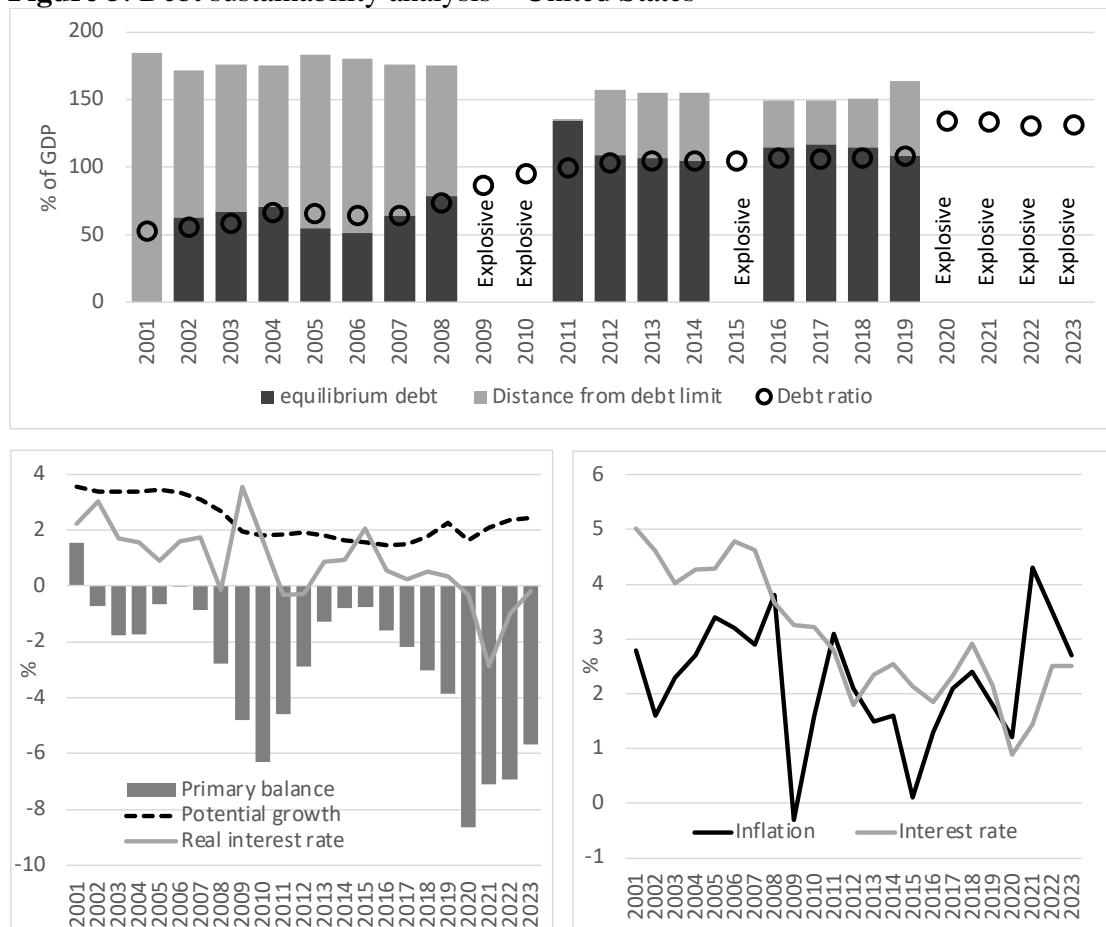 Figure Debt sustainability analysis – United States
200
150
100
50
0
% of GDP
Explosive
Explosive
Explosive
Explosive
Explosive
Explosive
Explosive
2001 2002 2003 2004 2005 2006 2007 2008 2009 2010 2011 2012 2013 2014 2015 2016 2017 2018 2019 2020 2021 2022 2023
equilibrium debt Distance from debt limit Debt ratio
4
2
0
-2
-4
-6
-8
-10
%
Primary balance
Potential growth
Real interest rate
2001 2002 2003 2004 2005 2006 2007 2008 2009 2010 2011 2012 2013 2014 2015 2016 2017 2018 2019 2020 2021 2022 2023
6
5
4
3
2
1
0
-1
%
Inflation Interest rate
2001 2002 2003 2004 2005 2006 2007 2008 2009 2010 2011 2012 2013 2014 2015 2016 2017 2018 2019 2020 2021 2022 2023